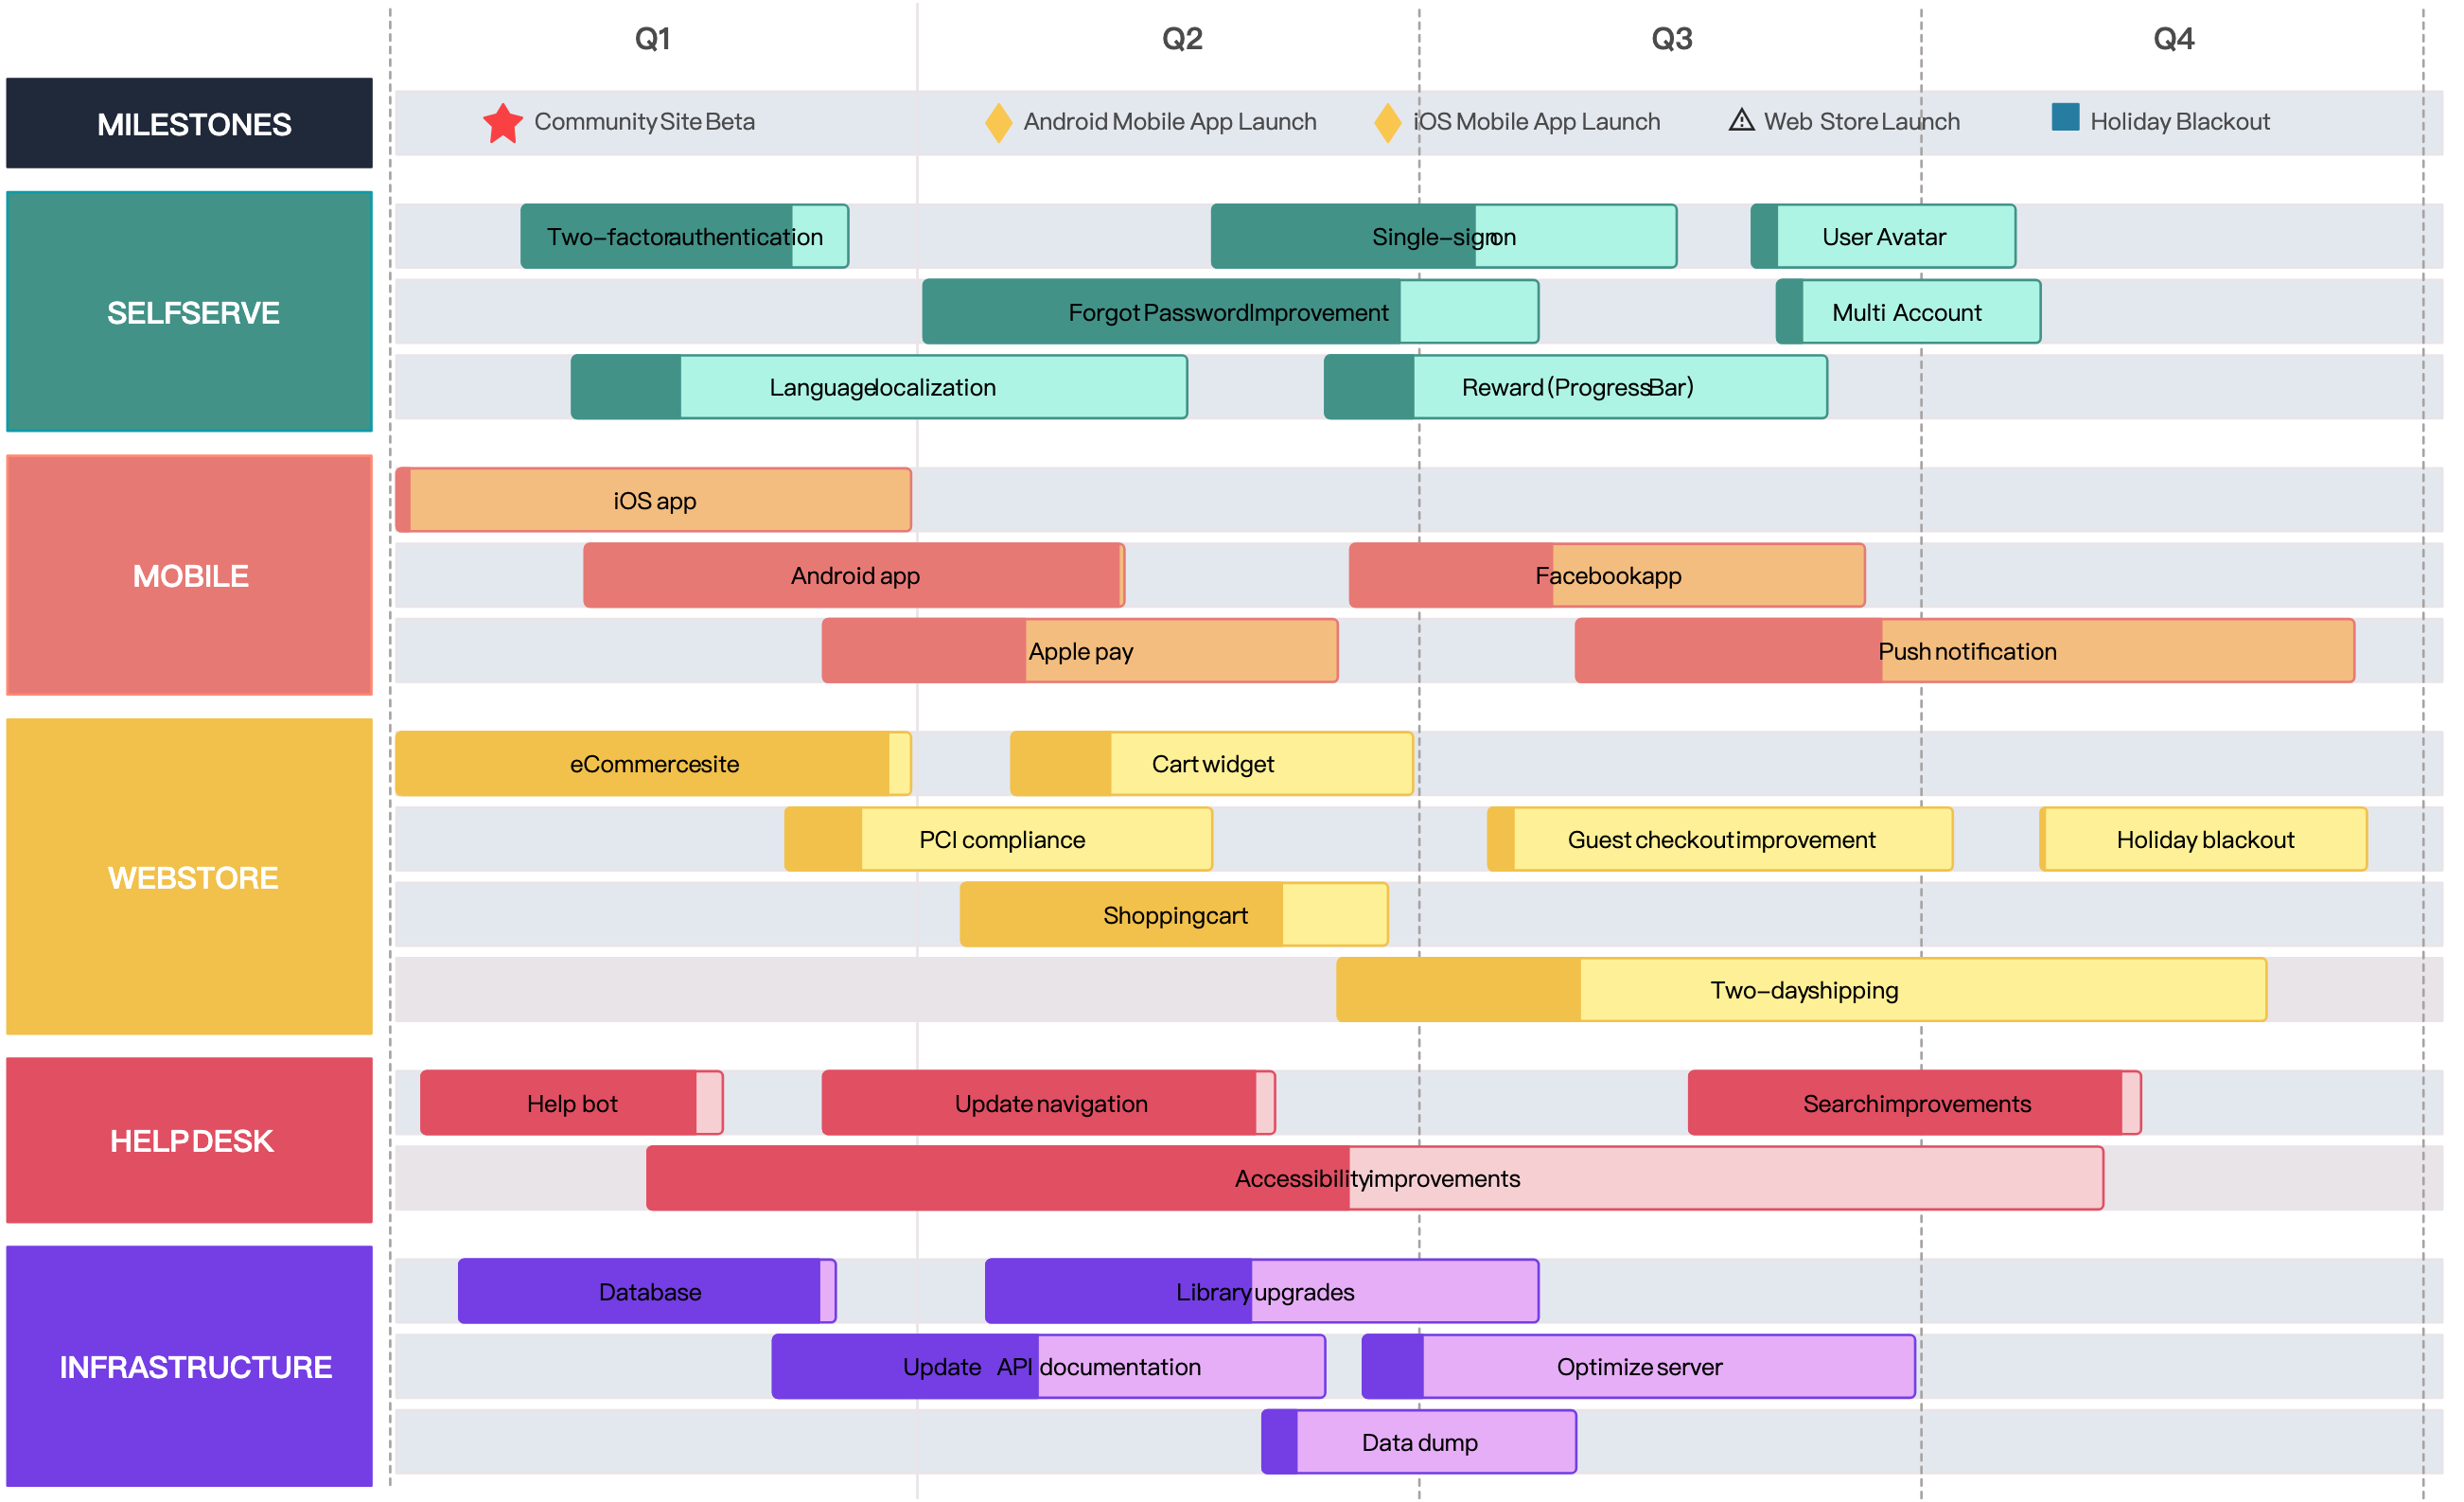 Q1 Q2 Q3 Q4
MILESTONES
Community Site Beta
Android Mobile App Launch
iOS Mobile App Launch
Web Store Launch
Holiday Blackout
SELFSERVE
Two-factor authentication
Single-sign on
User Avatar
Forgot Password Improvement
Multi Account
Language localization
Reward (Progress Bar)
MOBILE
iOS app
Android app
Facebook app
Apple pay
Push notification
WEBSTORE
eCommerce site
Cart widget
PCI compliance
Guest checkout improvement
Holiday blackout
Shopping cart
Two-day shipping
HELP DESK
Help bot
Update navigation
Search improvements
Accessibility improvements
INFRASTRUCTURE
Database
Library upgrades
Update API documentation
Optimize server
Data dump